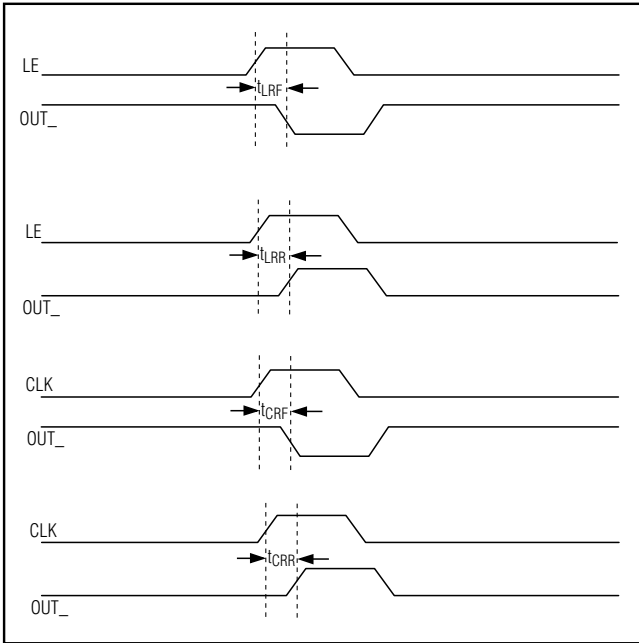 LE
tLRF
OUT_
LE
tLRR
OUT_
CLK
tCRF
OUT_
CLK
tCRR
OUT_